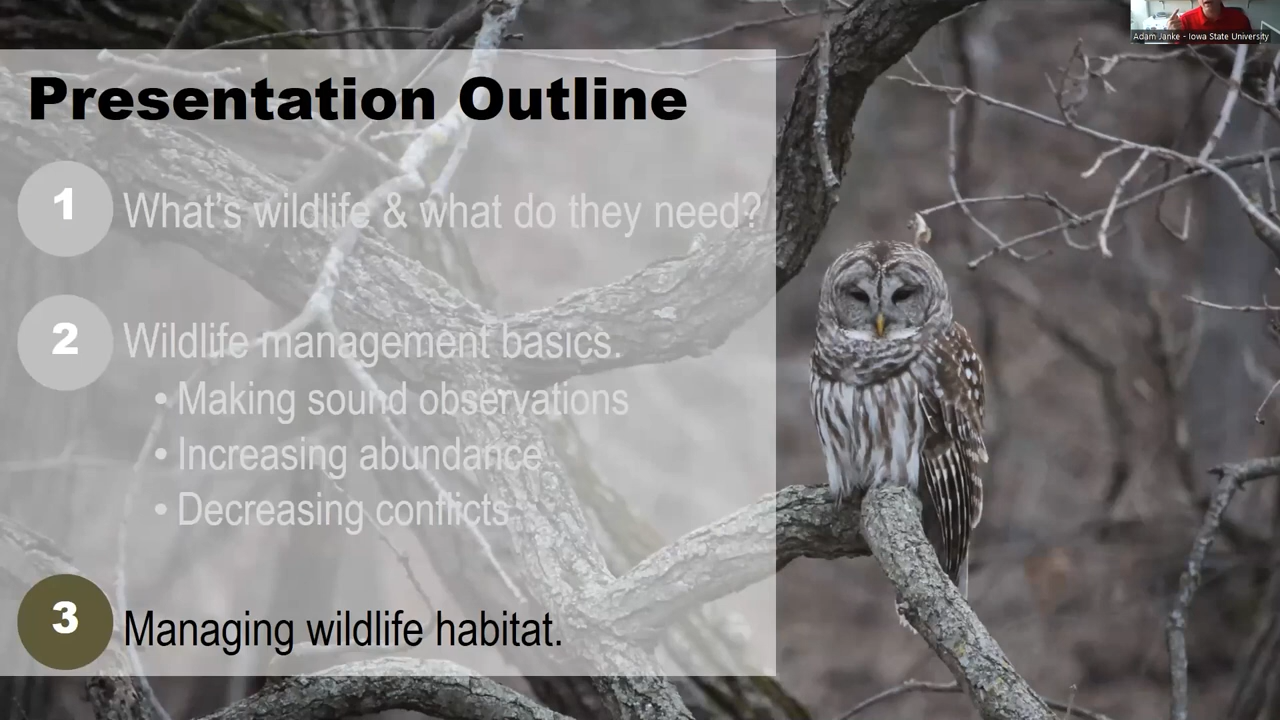 Adam Janke - Iowa State University
Presentation Outline
1 What's wildlife & what do they need?
2 Wildlife management basics.
• Making sound observations
• Increasing abundance
• Decreasing conflicts
3 Managing wildlife habitat.